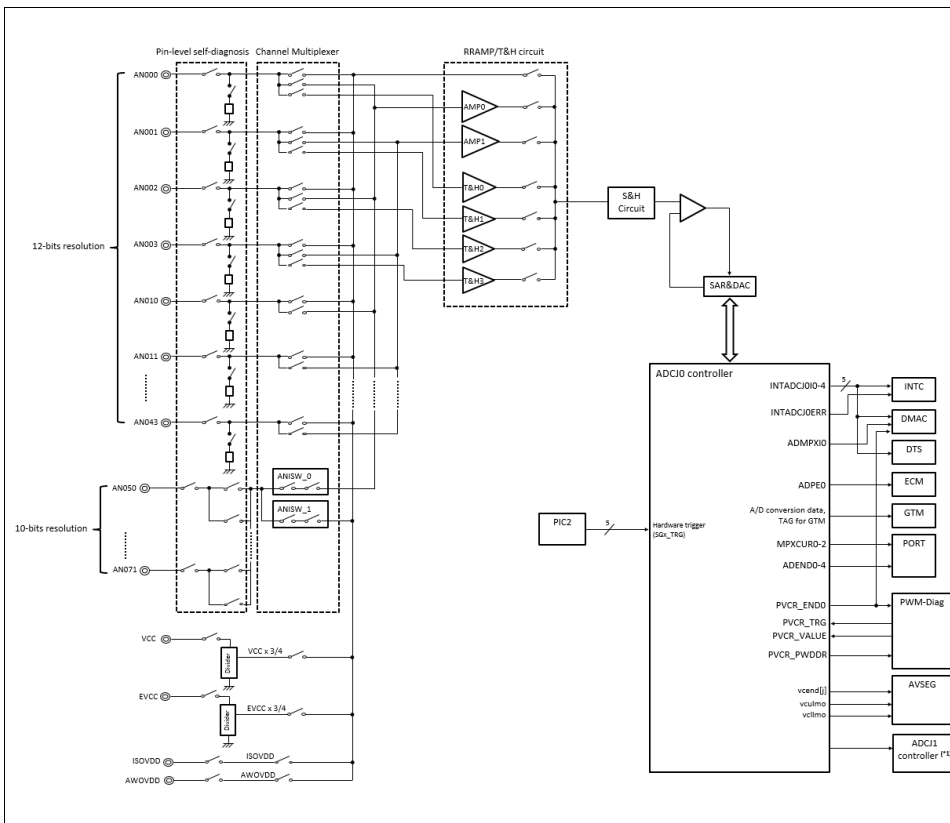 Pin-level self-diagnosis
Channel Multiplexer
RRAMP/T&H circuit
AN000
AN001
AN002
AN003
AN010
AN011
AN043
12-bits resolution
AMP0
AMP1
T&H0
T&H1
T&H2
T&H3
S&H
Circuit
SAR&DAC
AN050
AN071
10-bits resolution
ANISW_0
ANISW_1
VCC
Divider
VCC x 3/4
EVCC
Divider
EVCC x 3/4
ISOVDD
ISOVDD
AWOVDD
AWOVDD
PIC2
5
Hardware trigger
(SGx_TRG)
ADCJ0 controller
INTADCJ0I0-4
5
INTADCJ0ERR
ADMPXI0
ADPE0
A/D conversion data,
TAG for GTM
MPXCUR0-2
ADEND0-4
PVCR_END0
PVCR_TRG
PVCR_VALUE
PVCR_PWDDR
vcend[j]
vculmo
vcllmo
INTC
DMAC
DTS
ECM
GTM
PORT
PWM-Diag
AVSEG
ADCJ1
controller (*1)